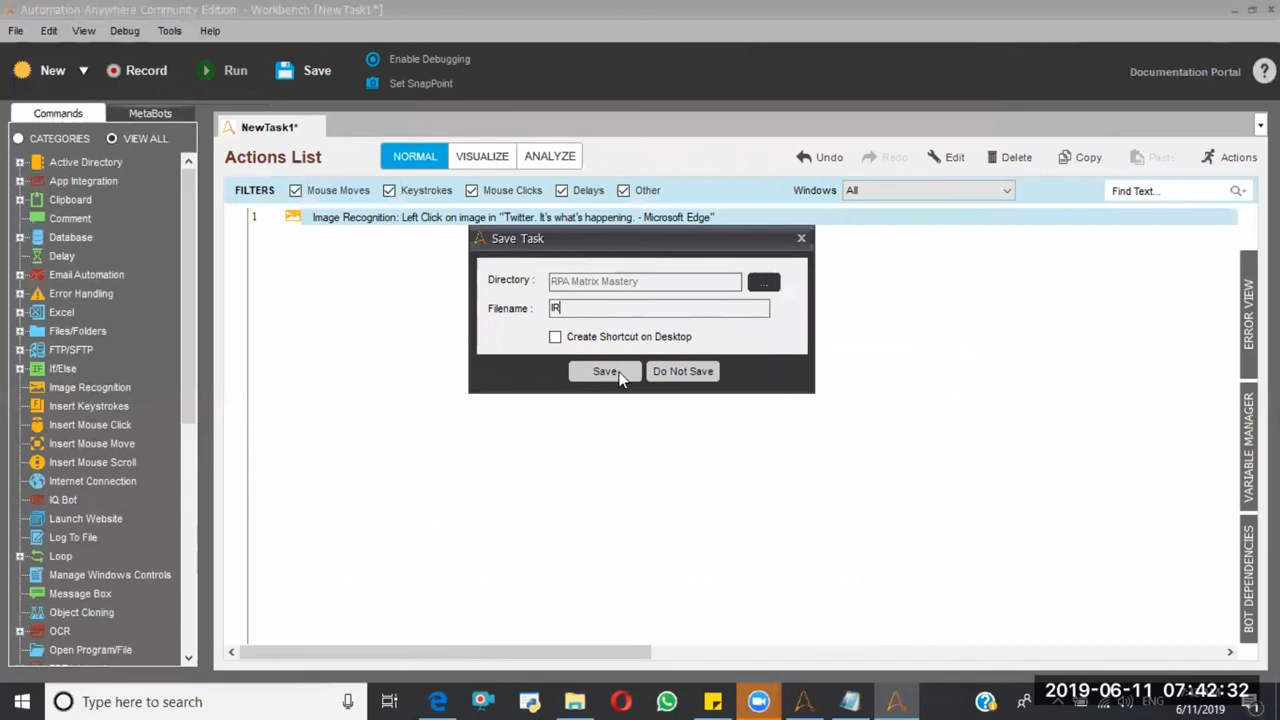 Automation Anywhere Community Edition - Workbench [NewTask1*]
File Edit View Debug Tools Help
New Record Run Save
Enable Debugging
Set SnapPoint
Documentation Portal ?
Commands MetaBots
CATEGORIES VIEW ALL
Active Directory
App Integration
Clipboard
Comment
Database
Delay
Email Automation
Error Handling
Excel
Files/Folders
FTP/SFTP
If/Else
Image Recognition
Insert Keystrokes
Insert Mouse Click
Insert Mouse Move
Insert Mouse Scroll
Internet Connection
IQ Bot
Launch Website
Log To File
Loop
Manage Windows Controls
Message Box
Object Cloning
OCR
Open Program/File
NewTask1*
Actions List NORMAL VISUALIZE ANALYZE Undo Redo Edit Delete Copy Paste Actions
FILTERS Mouse Moves Keystrokes Mouse Clicks Delays Other Windows All Find Text...
1 Image Recognition: Left Click on image in "Twitter. It's what's happening. - Microsoft Edge"
Save Task
Directory : RPA Matrix Mastery ...
Filename : IR
Create Shortcut on Desktop
Save Do Not Save
ERROR VIEW
VARIABLE MANAGER
BOT DEPENDENCIES
Type here to search
ENG
2019-06-11 07:42:32
6/11/2019